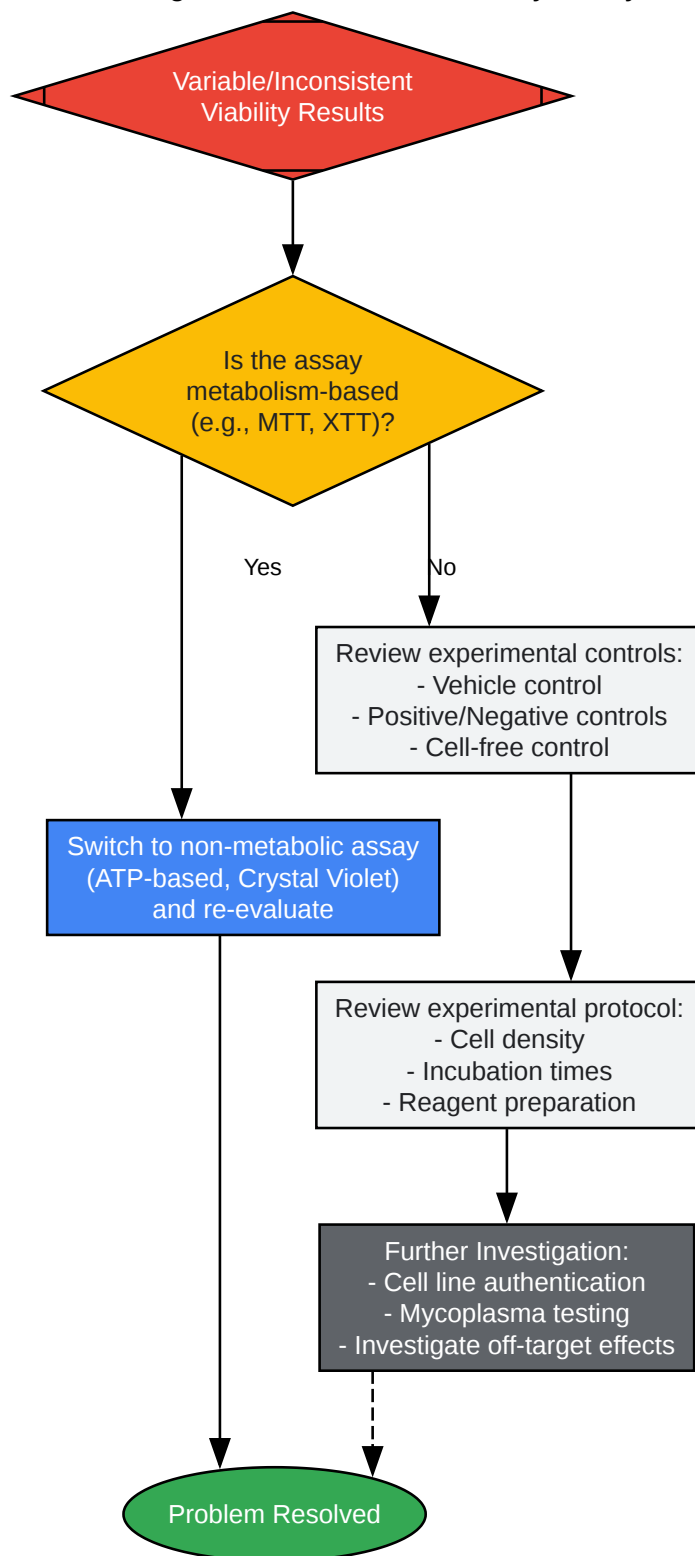 Variable/Inconsistent
Viability Results
Is the assay
metabolism-based
(e.g., MTT, XTT)?
Yes
No
Review experimental controls:
- Vehicle control
- Positive/Negative controls
- Cell-free control
Switch to non-metabolic assay
(ATP-based, Crystal Violet)
and re-evaluate
Review experimental protocol:
- Cell density
- Incubation times
- Reagent preparation
Further Investigation:
- Cell line authentication
- Mycoplasma testing
- Investigate off-target effects
Problem Resolved